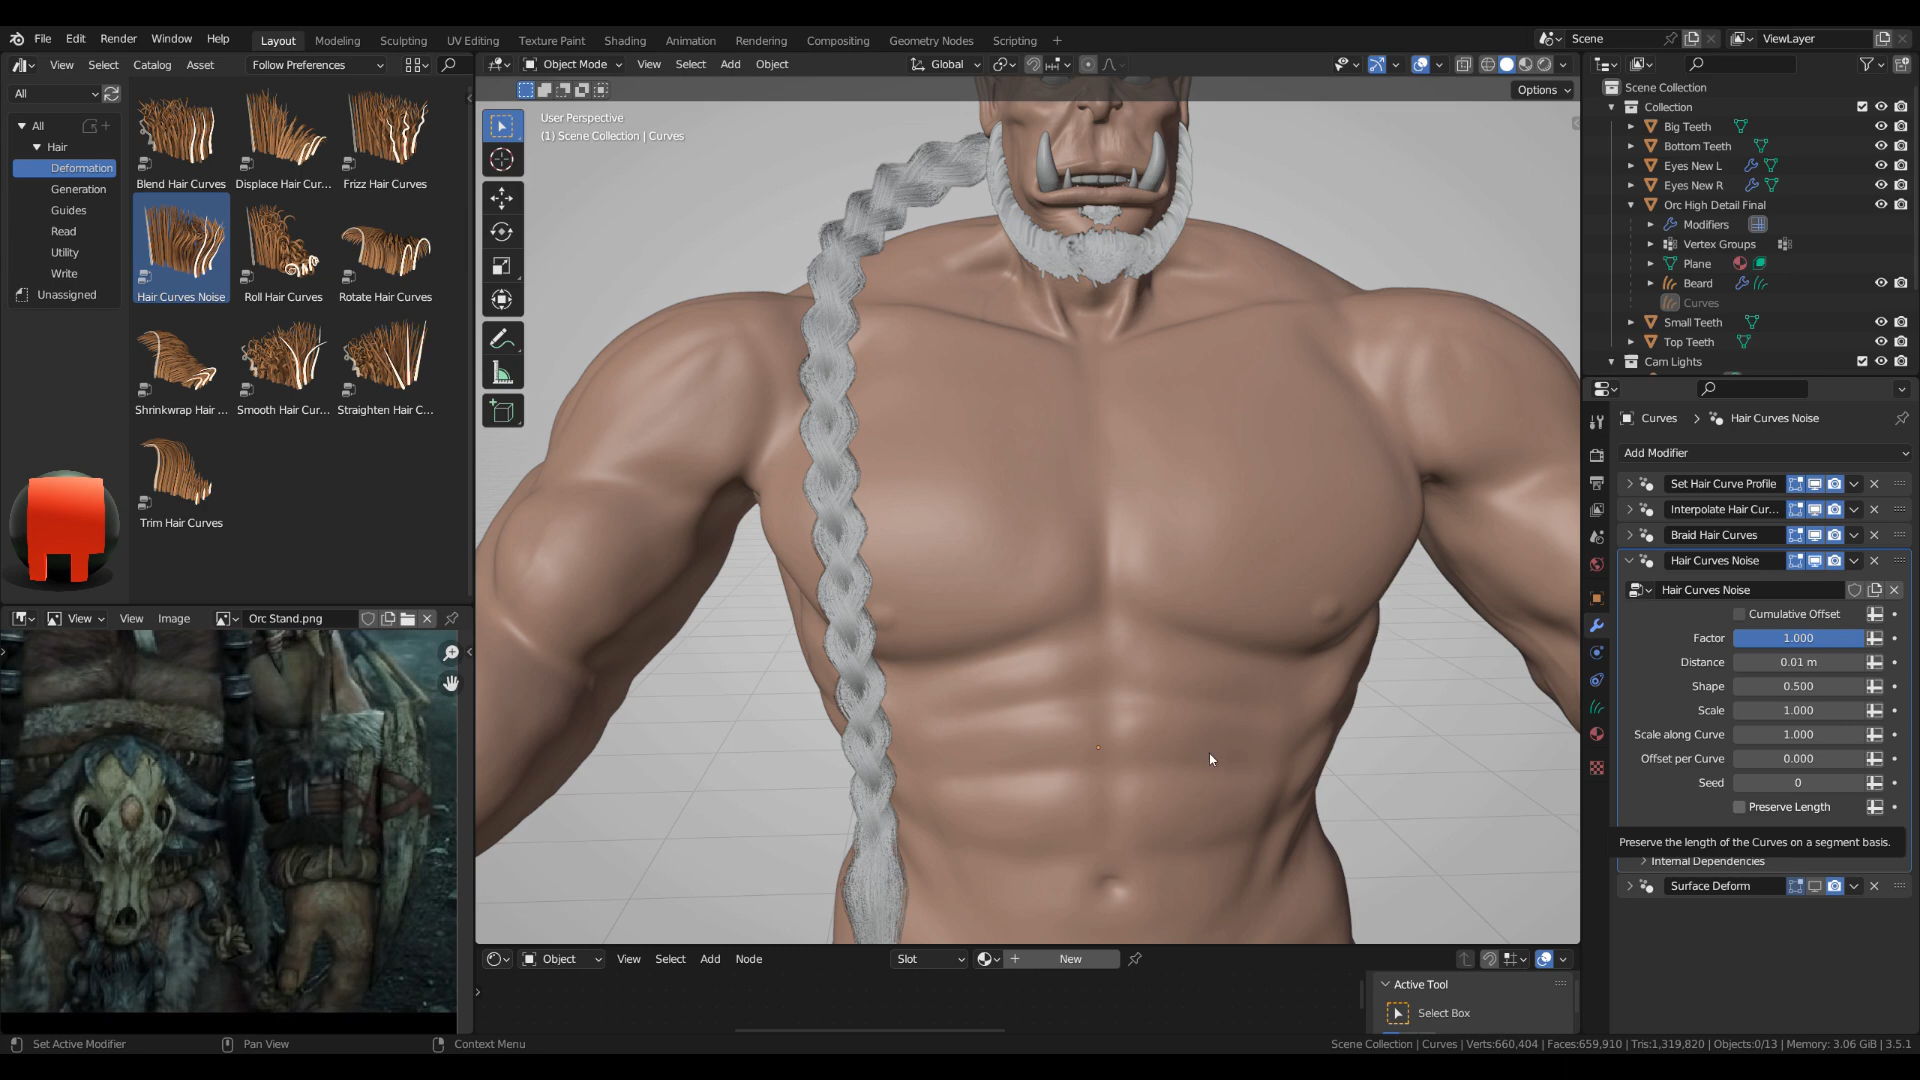 File Edit Render Window Help
Layout Modeling Sculpting UV Editing Texture Paint Shading Animation Rendering Compositing Geometry Nodes Scripting +
Scene
ViewLayer
View Select Catalog Asset Follow Preferences
Object Mode View Select Add Object Global
Options
All
All
Hair
Deformation
Generation
Guides
Read
Utility
Write
Unassigned
Blend Hair Curves Displace Hair Cur... Frizz Hair Curves
Hair Curves Noise Roll Hair Curves Rotate Hair Curves
Shrinkwrap Hair ... Smooth Hair Cur... Straighten Hair C...
Trim Hair Curves
User Perspective
(1) Scene Collection | Curves
Scene Collection
Collection
Big Teeth
Bottom Teeth
Eyes New L
Eyes New R
Orc High Detail Final
Modifiers
Vertex Groups
Plane
Beard
Curves
Small Teeth
Top Teeth
Cam Lights
Curves > Hair Curves Noise
Add Modifier
Set Hair Curve Profile
Interpolate Hair Cur...
Braid Hair Curves
Hair Curves Noise
Hair Curves Noise
Cumulative Offset
Factor 1.000
Distance 0.01 m
Shape 0.500
Scale 1.000
Scale along Curve 1.000
Offset per Curve 0.000
Seed 0
Preserve Length
Preserve the length of the Curves on a segment basis.
Internal Dependencies
Surface Deform
View View Image Orc Stand.png
Object View Select Add Node Slot New
Active Tool
Select Box
Set Active Modifier Pan View Context Menu
Scene Collection | Curves | Verts:660,404 | Faces:659,910 | Tris:1,319,820 | Objects:0/13 | Memory: 3.06 GiB | 3.5.1